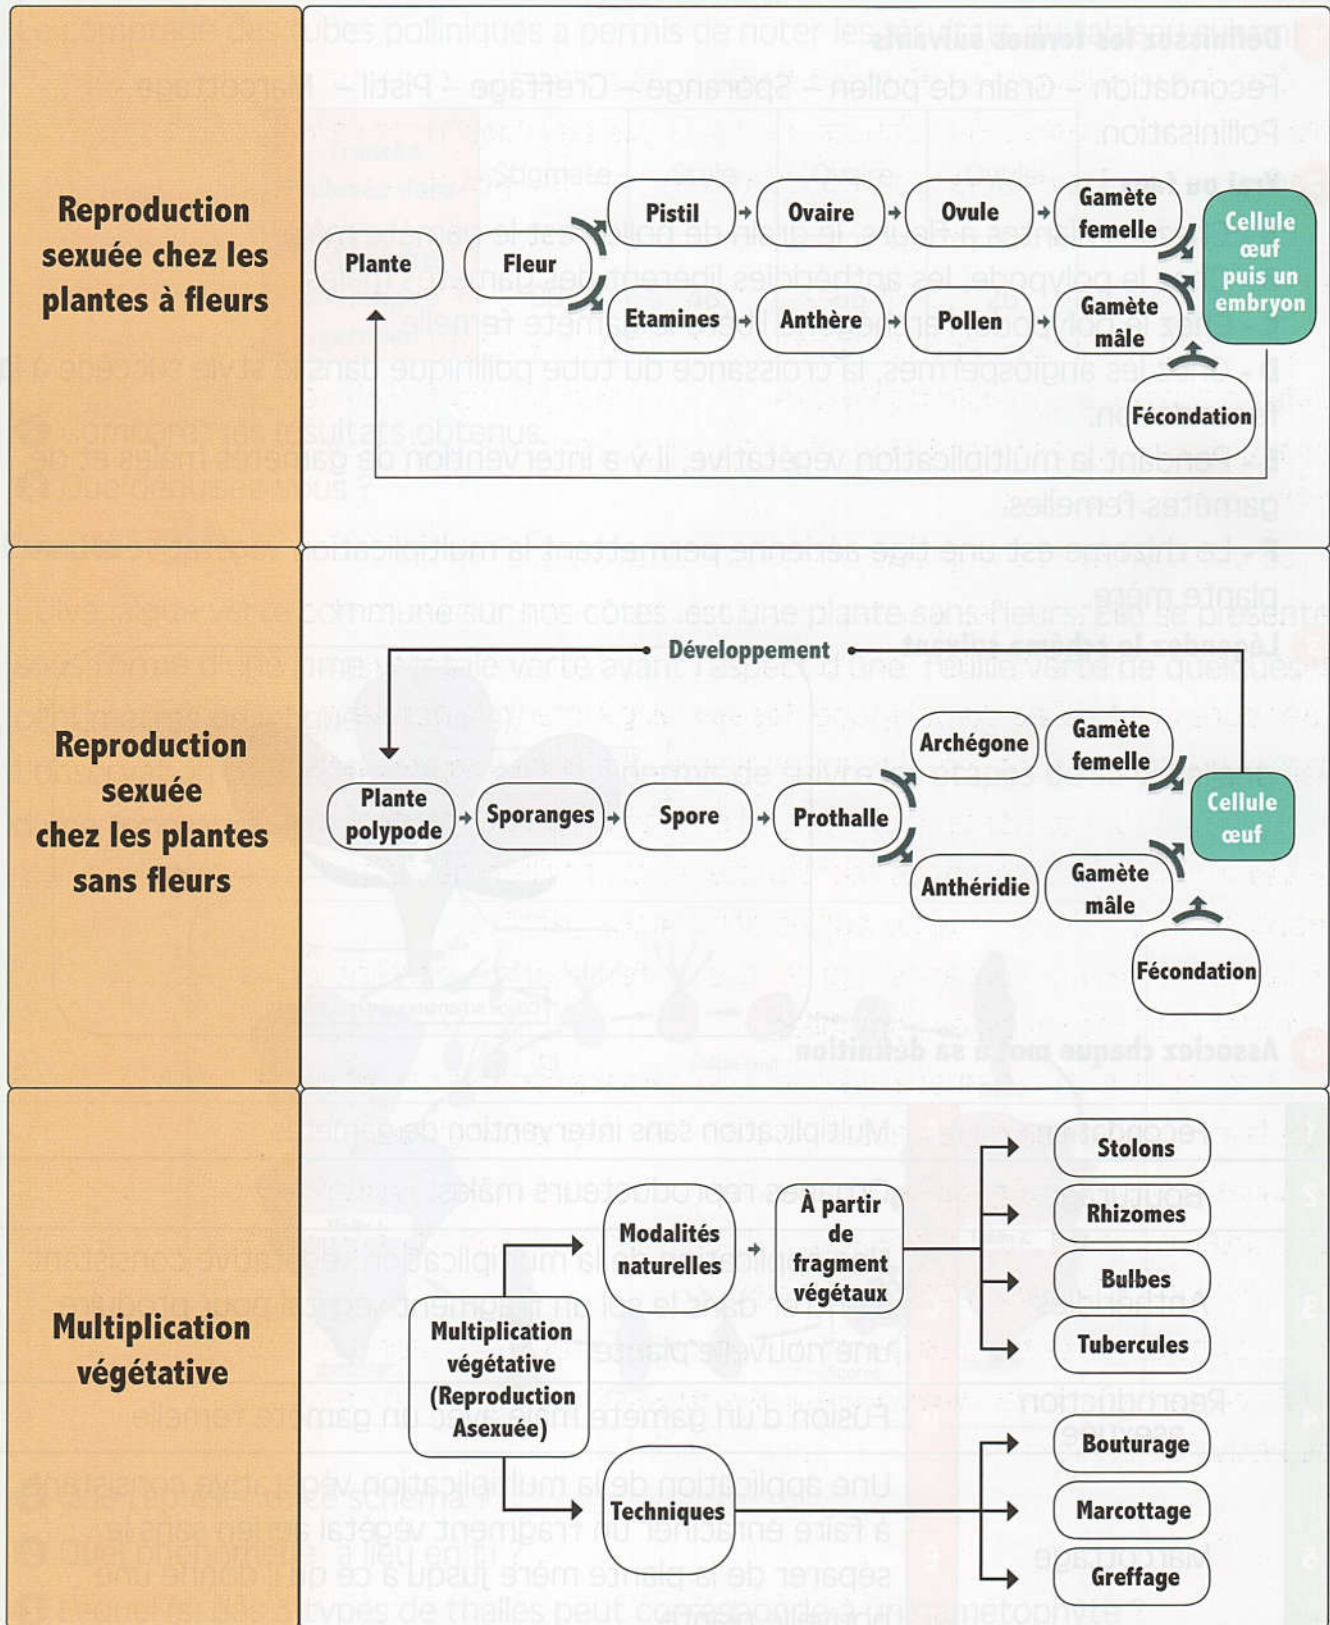 Reproduction
sexuée chez les
plantes à fleurs
Plante
Fleur
Pistil
Ovaire
Ovule
Gamète
femelle
Etamines
Anthère
Pollen
Gamète
mâle
Cellule
œuf
puis un
embryon
Fécondation
Reproduction
sexuée
chez les plantes
sans fleurs
Développement
Plante
polypode
Sporanges
Spore
Prothalle
Archégone
Gamète
femelle
Anthéridie
Gamète
mâle
Cellule
œuf
Fécondation
Multiplication
végétative
Multiplication
végétative
(Reproduction
Asexuée)
Modalités
naturelles
À partir
de
fragment
végétaux
Stolons
Rhizomes
Bulbes
Tubercules
Techniques
Bouturage
Marcottage
Greffage